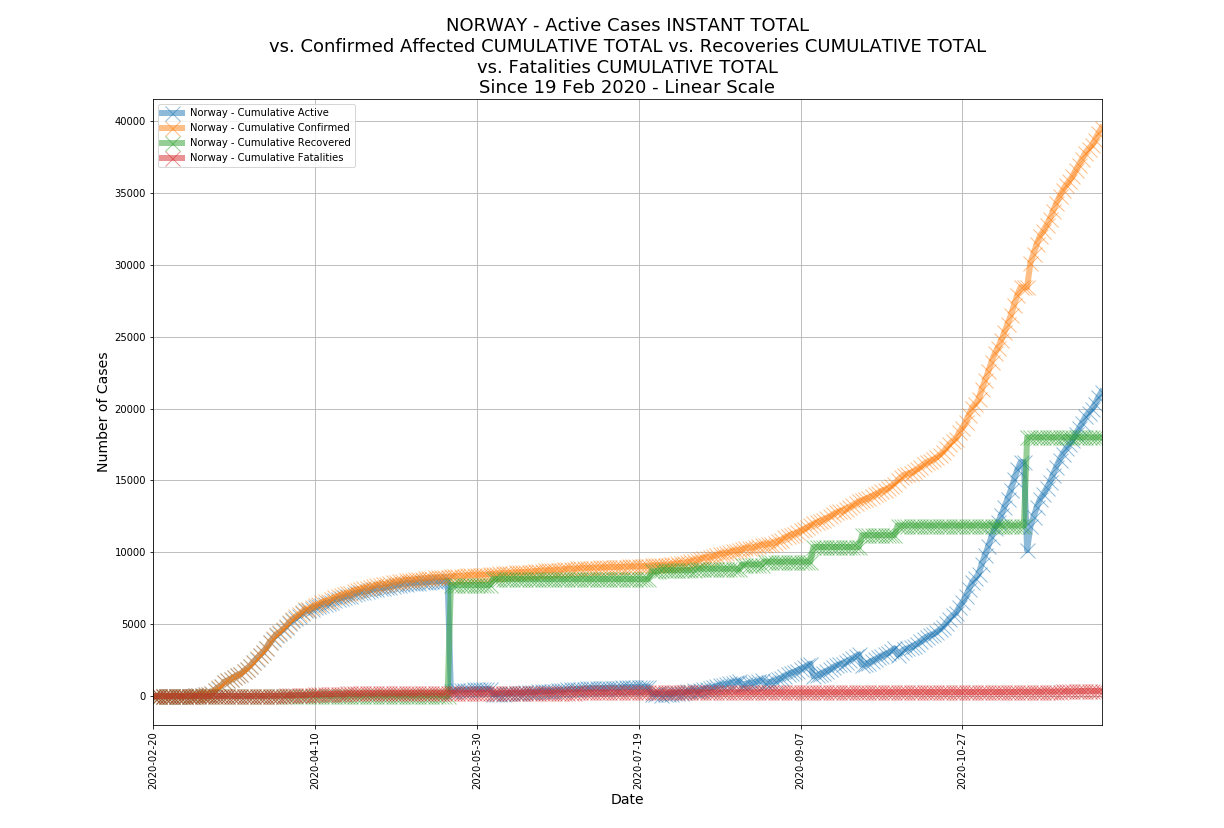 NORWAY - Active Cases INSTANT TOTAL
vs. Confirmed Affected CUMULATIVE TOTAL vs. Recoveries CUMULATIVE TOTAL
vs. Fatalities CUMULATIVE TOTAL
Since 19 Feb 2020 - Linear Scale
Norway - Cumulative Active
Norway - Cumulative Confirmed
Norway - Cumulative Recovered
Norway - Cumulative Fatalities
40000
35000
30000
25000
20000
15000
10000
5000
0
Number of Cases
2020-02-20
2020-04-10
2020-05-30
2020-07-19
2020-09-07
2020-10-27
Date